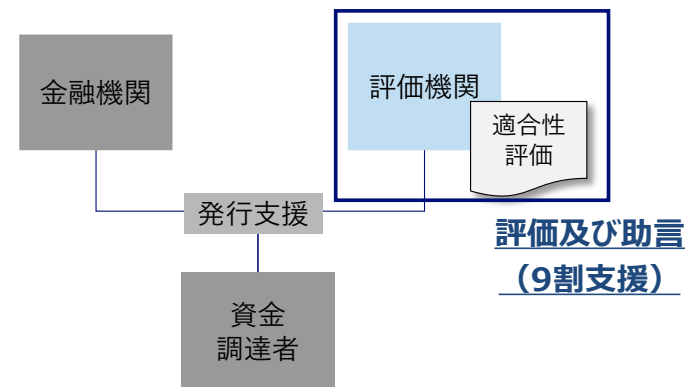 金融機関
評価機関
適合性
評価
発行支援
評価及び助言
（9割支援）
資金
調達者